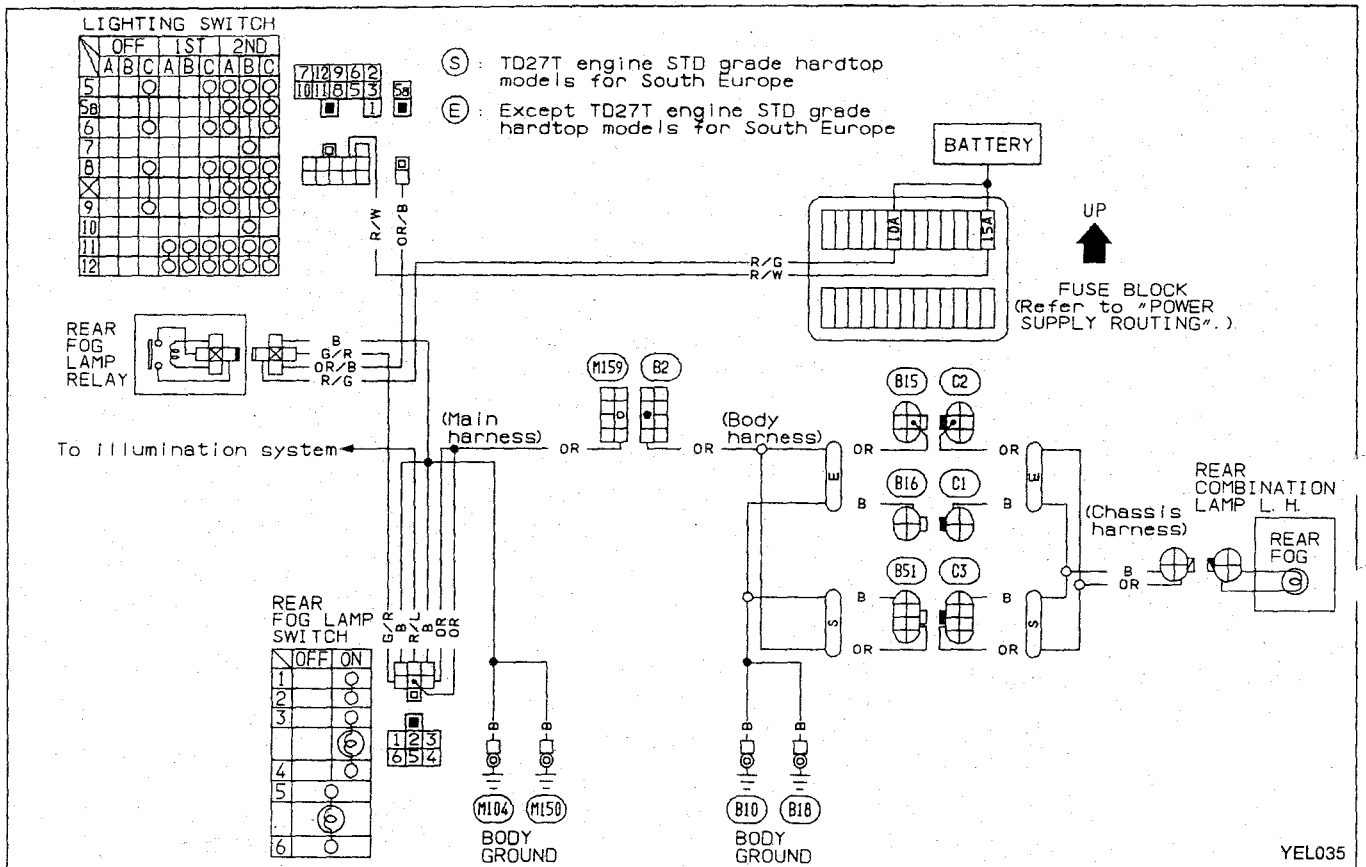 LIGHTING SWITCH
OFF 1ST 2ND
A B C A B C A B C
5
5a
6
7
8
9
10
11
12
7 12 9 6 2
10 11 8 5 3
1
5a
S : TD27T engine STD grade hardtop
models for South Europe
E : Except TD27T engine STD grade
hardtop models for South Europe
BATTERY
10A
15A
UP
FUSE BLOCK
(Refer to "POWER
SUPPLY ROUTING".)
R/W
OR/B
R/G
R/W
REAR
FOG
LAMP
RELAY
B
G/R
OR/B
R/G
To illumination system
(Main
harness)
OR
M159
B2
OR
(Body
harness)
E
OR
B15
C2
OR
E
B
B16
C1
B
S
B
B51
C3
B
S
OR
OR
(Chassis
harness)
B
OR
REAR
COMBINATION
LAMP L. H.
REAR
FOG
REAR
FOG LAMP
SWITCH
OFF ON
1
2
3
4
5
6
G/R
B
R/L
B
OR
OR
1 2 3
6 5 4
B
B
M104
M150
BODY
GROUND
B
B
B10
B18
BODY
GROUND
YEL035